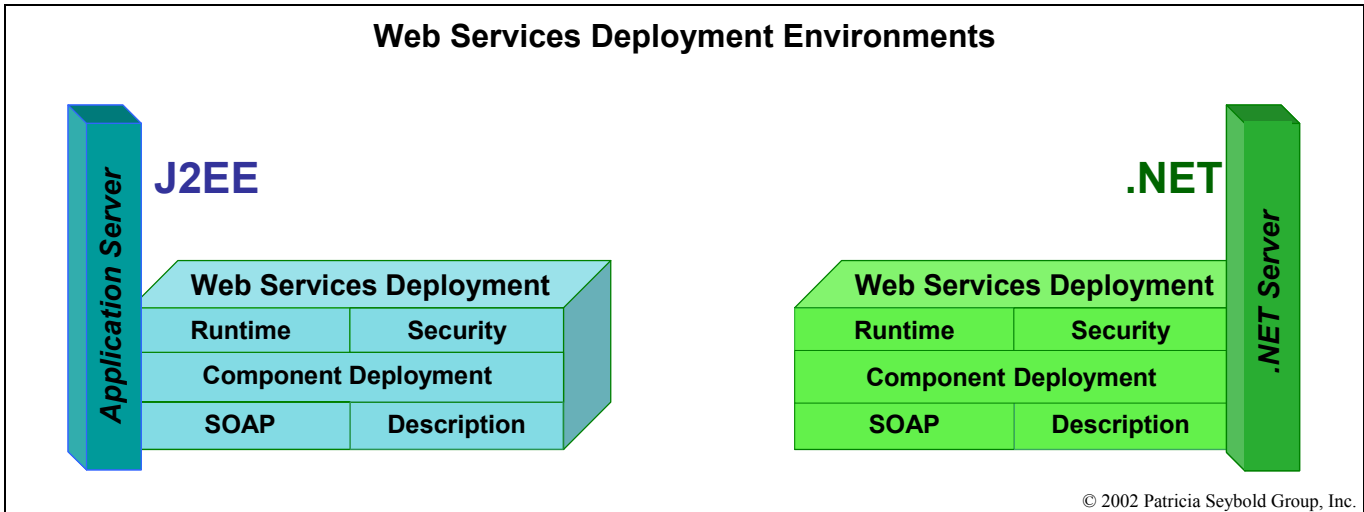 Web Services Deployment Environments
Application Server
J2EE
Web Services Deployment
Runtime
Security
Component Deployment
SOAP
Description
.NET
Web Services Deployment
Runtime
Security
Component Deployment
SOAP
Description
.NET Server
© 2002 Patricia Seybold Group, Inc.